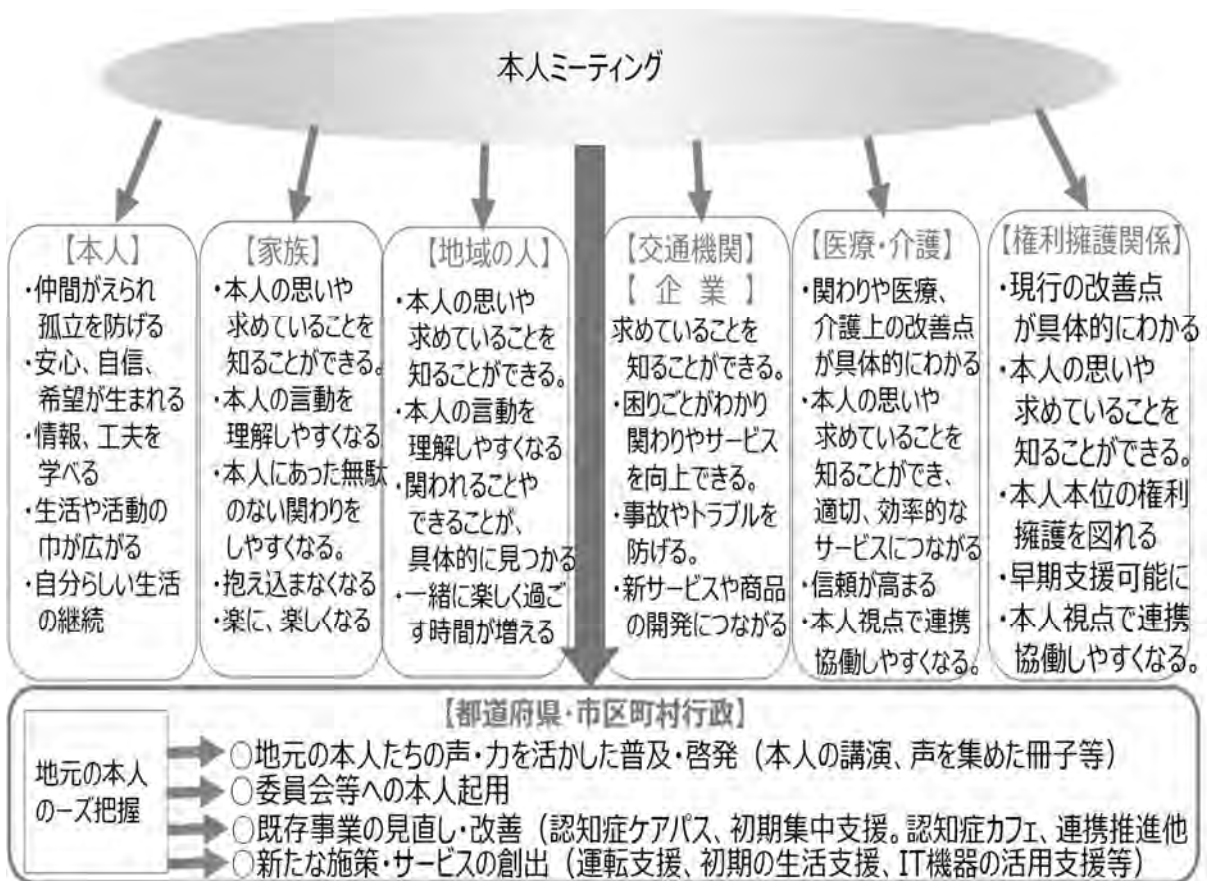 本人ミーティング
【本人】
・仲間がえられ
孤立を防げる
・安心、自信、
希望が生まれる
・情報、工夫を
学べる
・生活や活動の
巾が広がる
・自分らしい生活
の継続
【家族】
・本人の思いや
求めていることを
知ることができる。
・本人の言動を
理解しやすくなる
・本人にあった無駄
のない関わりを
しやすくなる。
・抱え込まなくなる
・楽に、楽しくなる
【地域の人】
・本人の思いや
求めていることを
知ることができる。
・本人の言動を
理解しやすくなる
・関われることや
できることが、
具体的に見つかる
・一緒に楽しく過ご
す時間が増える
【交通機関】
【企業】
求めていることを
知ることができる。
・困りごとがわかり
関わりやサービス
を向上できる。
・事故やトラブルを
防げる。
・新サービスや商品
の開発につながる
【医療・介護】
・関わりや医療、
介護上の改善点
が具体的にわかる
・本人の思いや
求めていることを
知ることができ、
適切、効率的な
サービスにつながる
・信頼が高まる
・本人視点で連携
協働しやすくなる。
【権利擁護関係】
・現行の改善点
が具体的にわかる
・本人の思いや
求めていることを
知ることができる。
・本人本位の権利
擁護を図れる
・早期支援可能に
・本人視点で連携
協働しやすくなる。
【都道府県・市区町村行政】
地元の本人
のーズ把握
○地元の本人たちの声・力を活かした普及・啓発（本人の講演、声を集めた冊子等）
○委員会等への本人起用
○既存事業の見直し・改善（認知症ケアパス、初期集中支援。認知症カフェ、連携推進他
○新たな施策・サービスの創出（運転支援、初期の生活支援、IT機器の活用支援等）